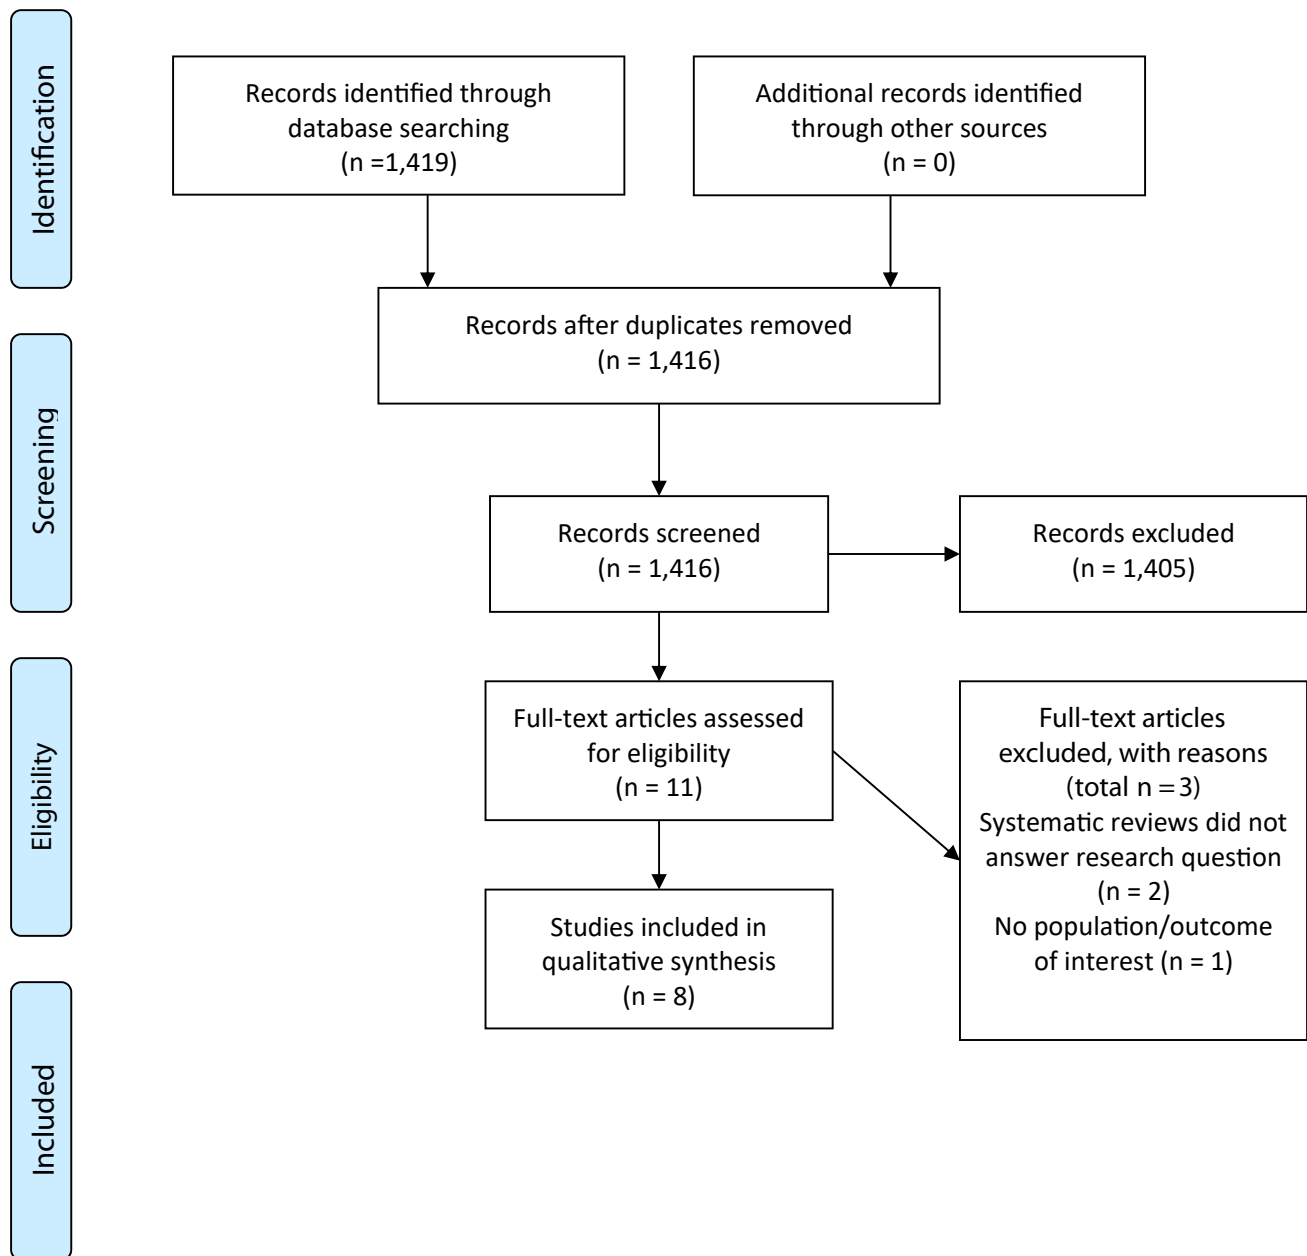 Identification
Records identified through
database searching
(n =1,419)
Additional records identified
through other sources
(n = 0)
Records after duplicates removed
(n = 1,416)
Screening
Records screened
(n = 1,416)
Records excluded
(n = 1,405)
Eligibility
Full-text articles assessed
for eligibility
(n = 11)
Full-text articles
excluded, with reasons
(total n = 3)
Systematic reviews did not
answer research question
(n = 2)
No population/outcome
of interest (n = 1)
Studies included in
qualitative synthesis
(n = 8)
Included